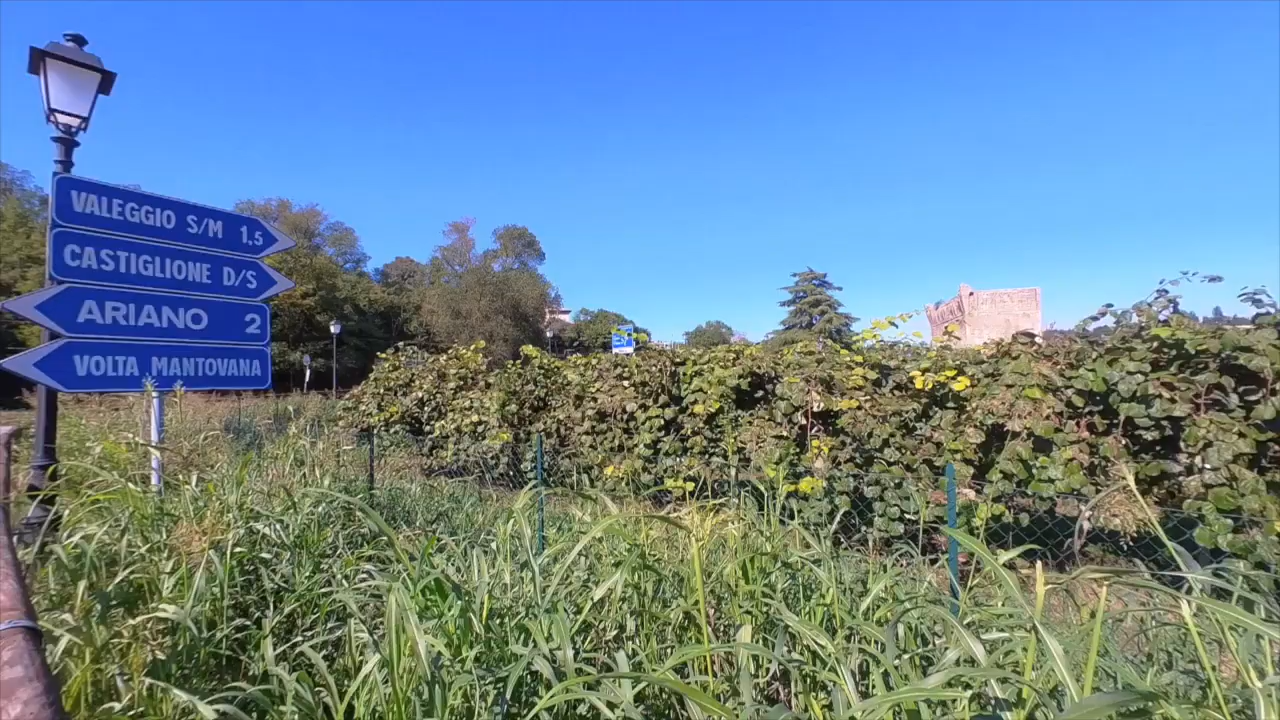 VALEGGIO S/M 1,5
CASTIGLIONE D/S
ARIANO 2
VOLTA MANTOVANA